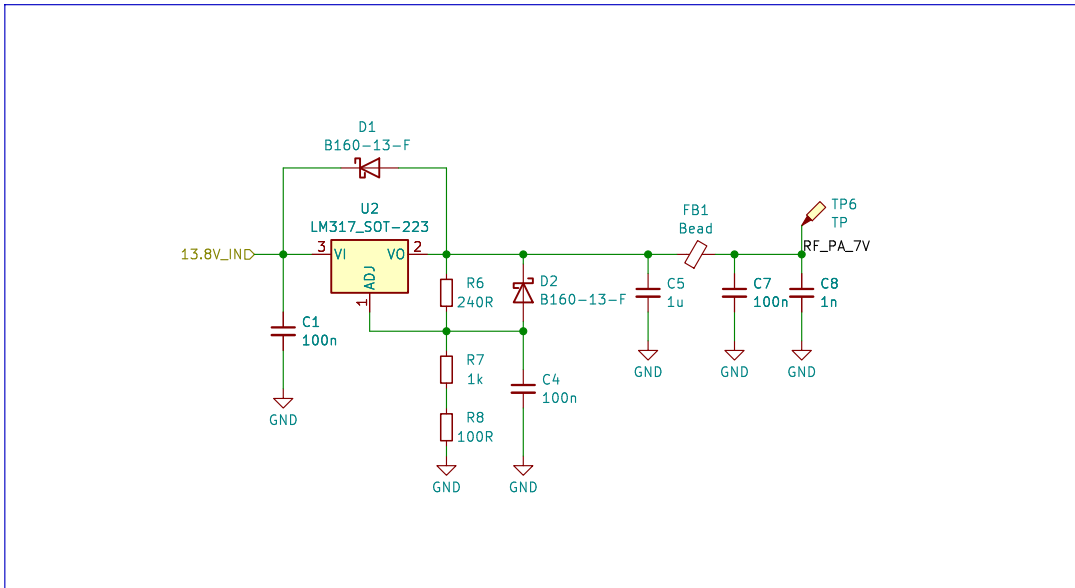 D1
B160-13-F
U2
LM317_SOT-223
13.8V_IN
3
VI
VO
2
ADJ
1
C1
100n
GND
R6
240R
D2
B160-13-F
R7
1k
R8
100R
GND
C4
100n
GND
C5
1u
GND
FB1
Bead
C7
100n
GND
TP6
TP
RF_PA_7V
C8
1n
GND